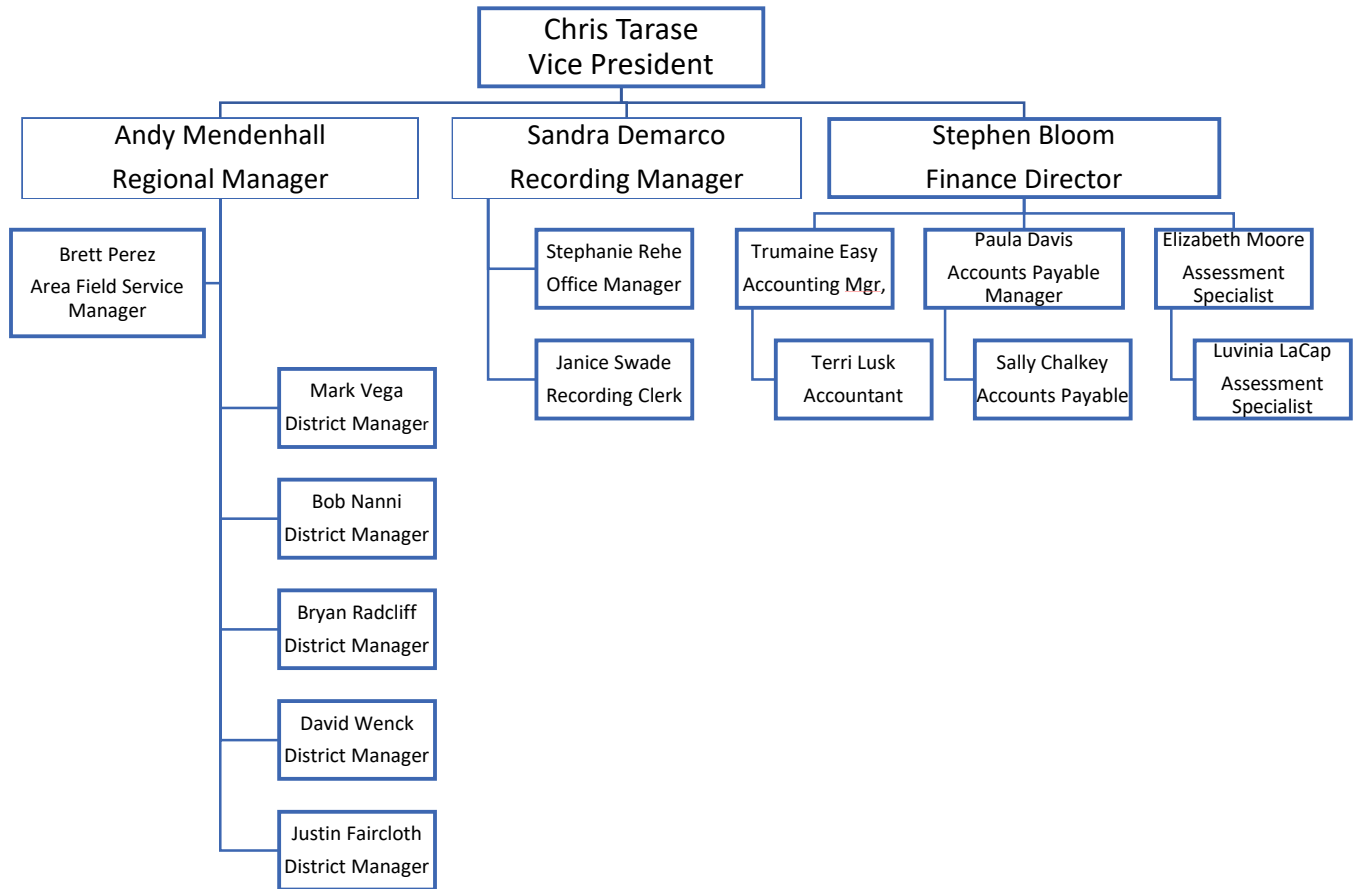 Chris Tarase
Vice President
Andy Mendenhall
Regional Manager
Sandra Demarco
Recording Manager
Stephen Bloom
Finance Director
Brett Perez
Area Field Service
Manager
Stephanie Rehe
Office Manager
Trumaine Easy
Accounting Mgr,
Paula Davis
Accounts Payable
Manager
Elizabeth Moore
Assessment
Specialist
Janice Swade
Recording Clerk
Terri Lusk
Accountant
Sally Chalkey
Accounts Payable
Luvinia LaCap
Assessment
Specialist
Mark Vega
District Manager
Bob Nanni
District Manager
Bryan Radcliff
District Manager
David Wenck
District Manager
Justin Faircloth
District Manager